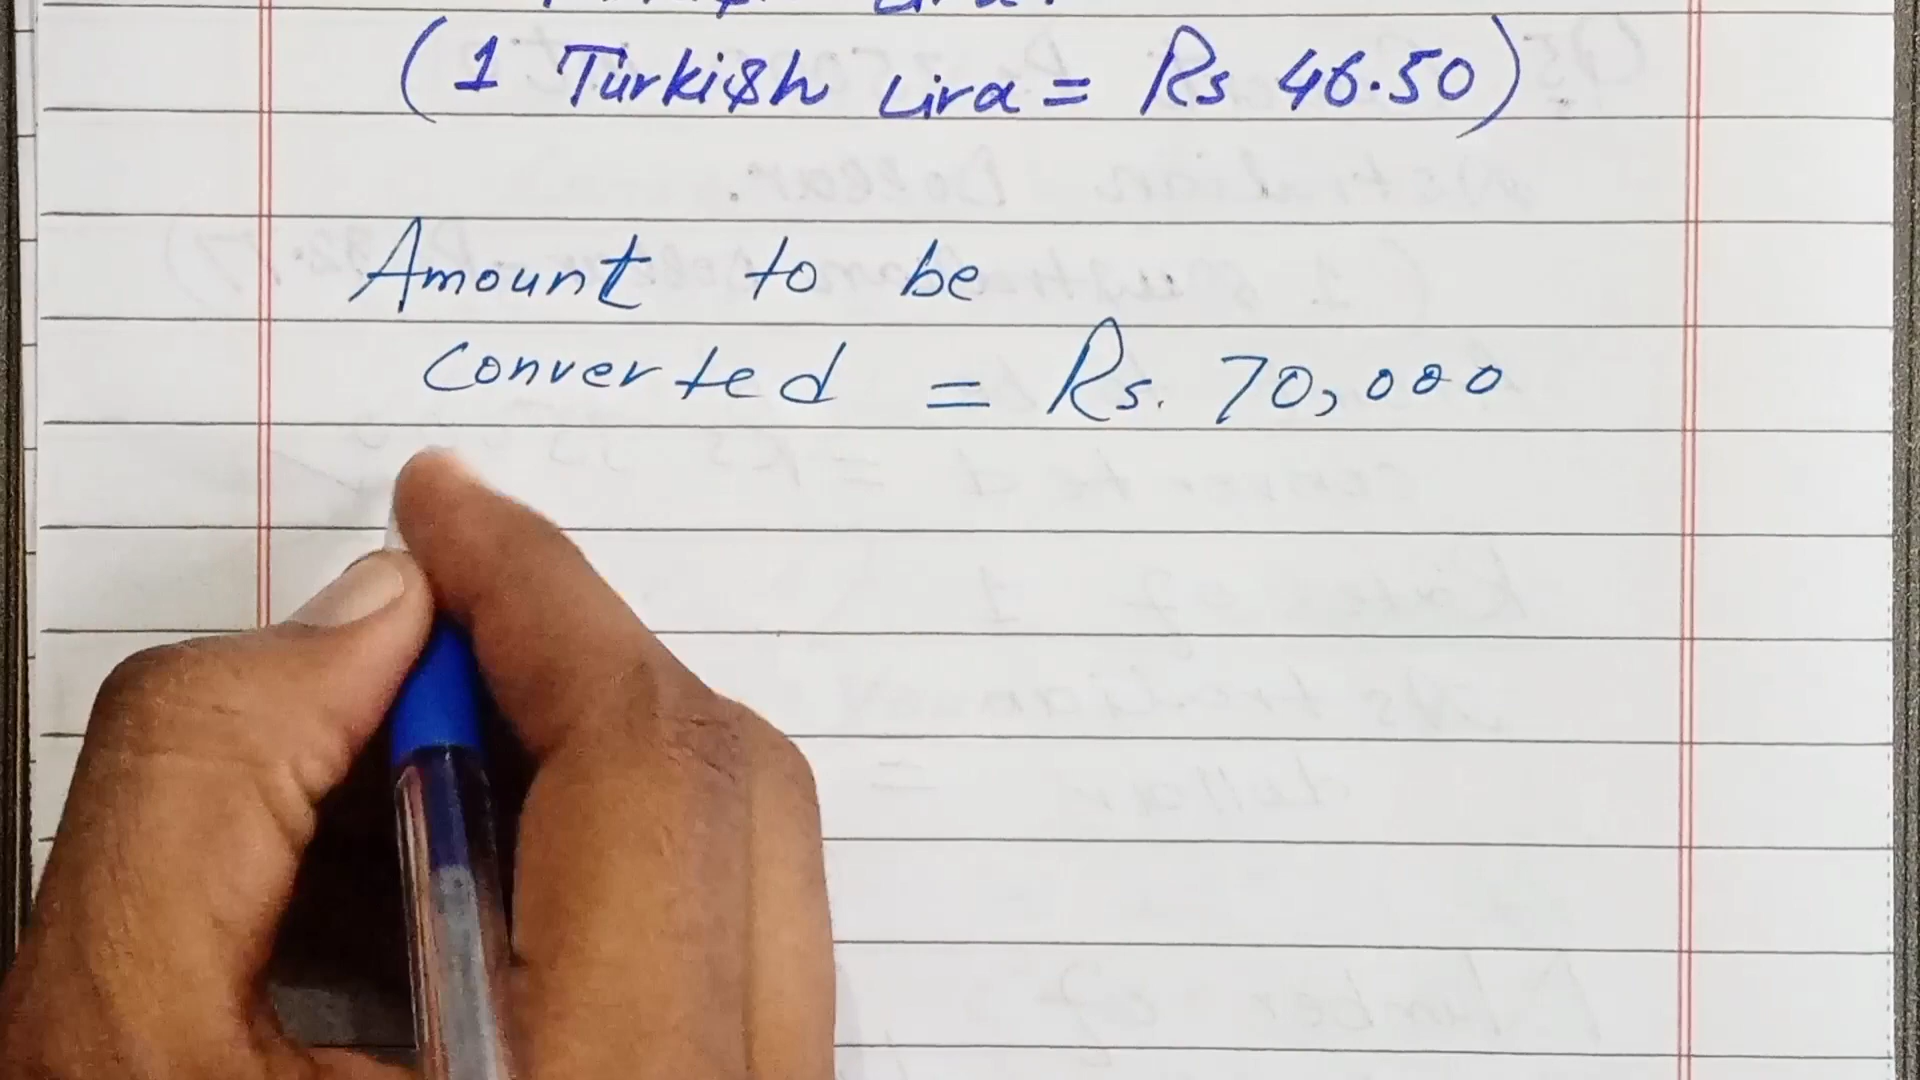 (1 Turkish Lira = Rs 46.50)
Amount to be
converted = Rs. 70,000